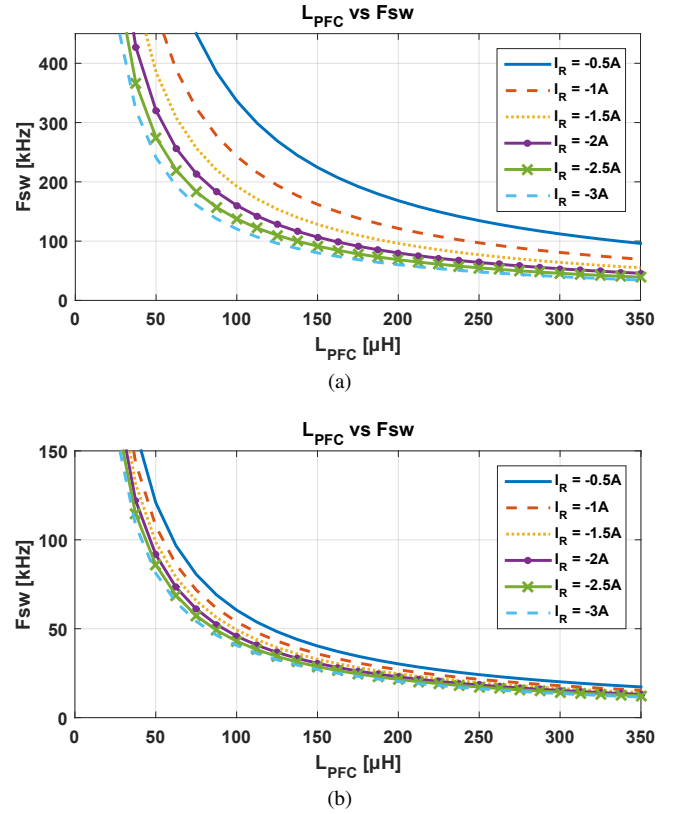 L_PFC vs Fsw
Fsw [kHz]
450
400
300
200
100
0
0 50 100 150 200 250 300 350
L_PFC [µH]
I_R = -0.5A
I_R = -1A
I_R = -1.5A
I_R = -2A
I_R = -2.5A
I_R = -3A
(a)
L_PFC vs Fsw
Fsw [kHz]
150
100
50
0
0 50 100 150 200 250 300 350
L_PFC [µH]
I_R = -0.5A
I_R = -1A
I_R = -1.5A
I_R = -2A
I_R = -2.5A
I_R = -3A
(b)